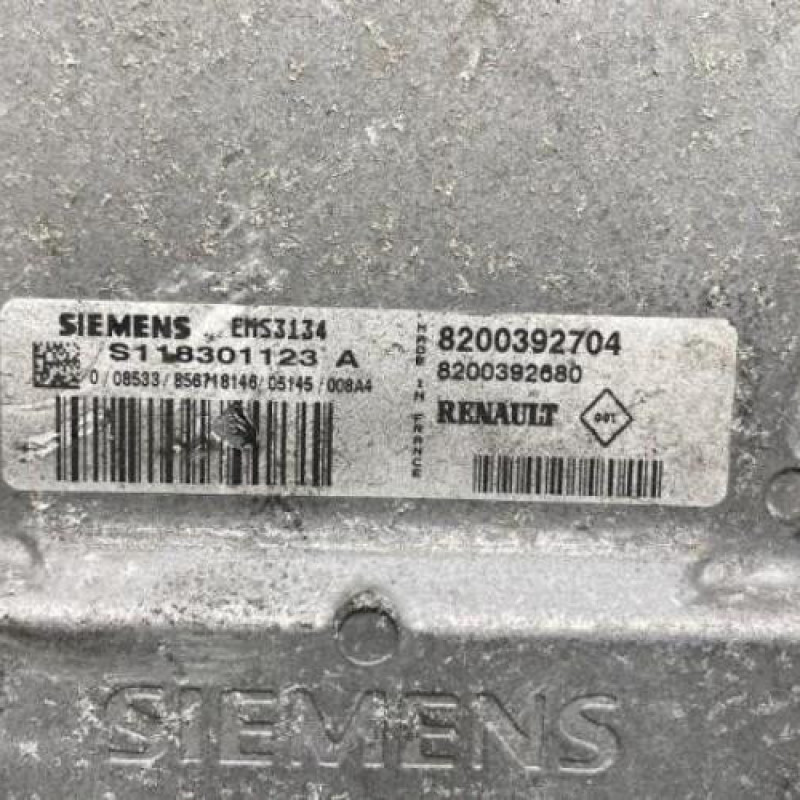 SIEMENS EMS3134
S118301123 A
0 / 08533 / 856718146 / 05145 / 008A4
MADE IN FRANCE
8200392704
8200392680
RENAULT
SIEMENS